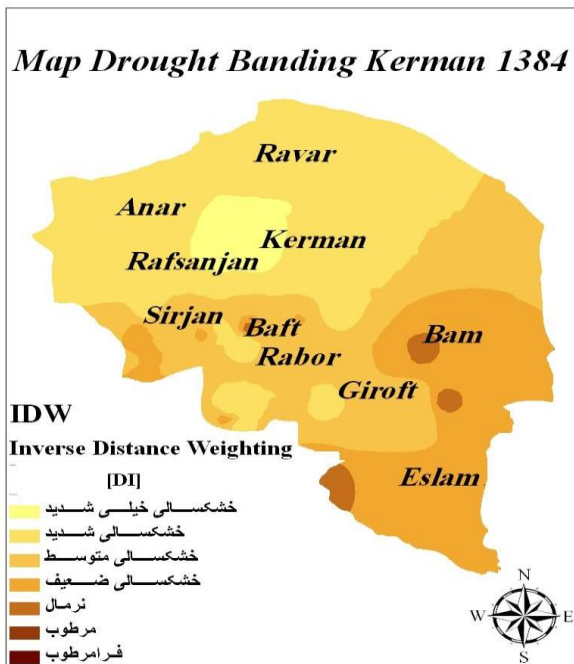 Map Drought Banding Kerman 1384
Ravar
Anar
Kerman
Rafsanjan
Sirjan
Baft
Bam
Rabor
Giroft
IDW
Inverse Distance Weighting
Eslam
[DI]
خشکسالی خیلی شدید
خشکسالی شدید
خشکسالی متوسط
خشکسالی ضعیف
نرمال
مرطوب
فرامرطوب
N
W E
S